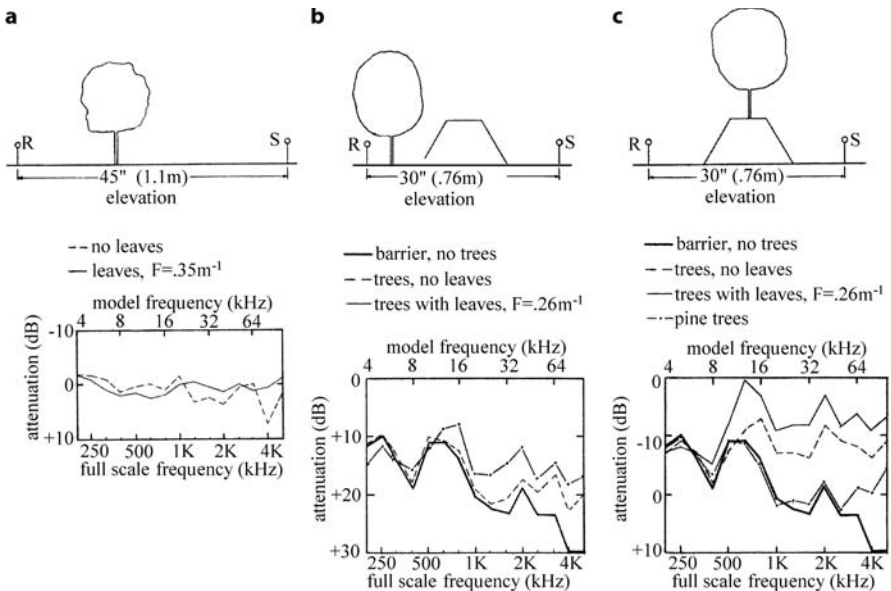 a
R
S
45" (1.1m)
elevation
--- no leaves
— leaves, F=.35m⁻¹
model frequency (kHz)
4 8 16 32 64
-10
0
+10
attenuation (dB)
250 500 1K 2K 4K
full scale frequency (kHz)
b
R
S
30" (.76m)
elevation
barrier, no trees
trees, no leaves
trees with leaves, F=.26m⁻¹
model frequency (kHz)
4 8 16 32 64
0
+10
+20
+30
attenuation (dB)
250 500 1K 2K 4K
full scale frequency (kHz)
c
R
S
30" (.76m)
elevation
barrier, no trees
trees, no leaves
trees with leaves, F=.26m⁻¹
pine trees
model frequency (kHz)
4 8 16 32 64
0
-10
0
+10
attenuation (dB)
250 500 1K 2K 4K
full scale frequency (kHz)